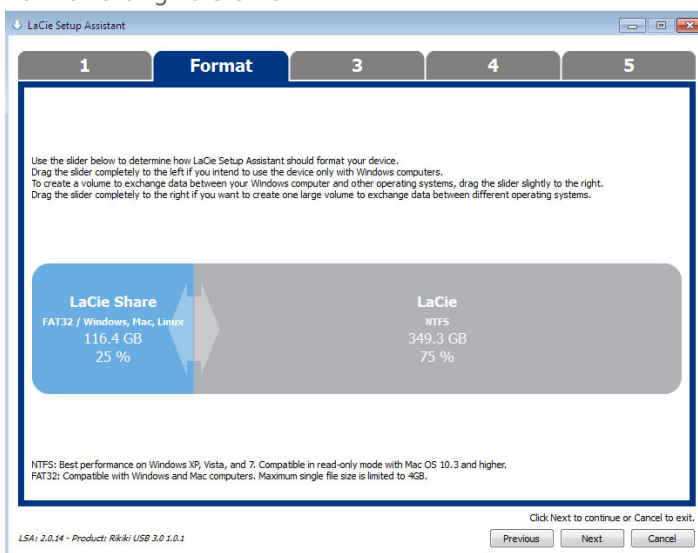 LaCie Setup Assistant
1
Format
3
4
5
Use the slider below to determine how LaCie Setup Assistant should format your device.
Drag the slider completely to the left if you intend to use the device only with Windows computers.
To create a volume to exchange data between your Windows computer and other operating systems, drag the slider slightly to the right.
Drag the slider completely to the right if you want to create one large volume to exchange data between different operating systems.
LaCie Share
FAT32 / Windows, Mac, Linux
116.4 GB
25 %
LaCie
NTFS
349.3 GB
75 %
NTFS: Best performance on Windows XP, Vista, and 7. Compatible in read-only mode with Mac OS 10.3 and higher.
FAT32: Compatible with Windows and Mac computers. Maximum single file size is limited to 4GB.
Click Next to continue or Cancel to exit.
LSA: 2.0.14 - Product: Rikiki USB 3.0 1.0.1
Previous
Next
Cancel